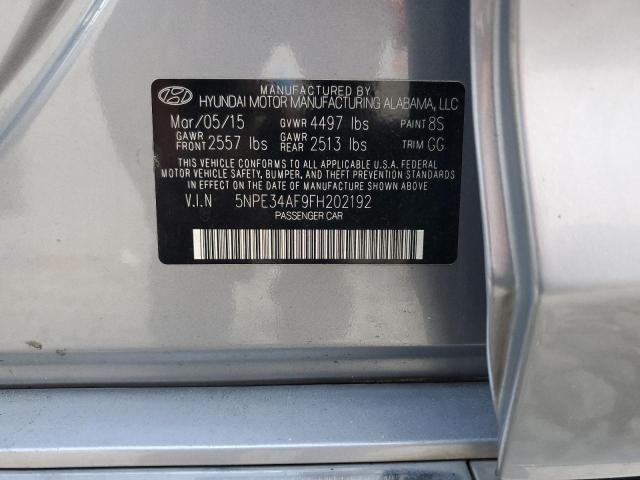 MANUFACTURED BY
HYUNDAI MOTOR MANUFACTURING ALABAMA, LLC
Mar/05/15 GVWR 4497 lbs PAINT 8S
GAWR FRONT 2557 lbs GAWR REAR 2513 lbs TRIM GG
THIS VEHICLE CONFORMS TO ALL APPLICABLE U.S.A. FEDERAL
MOTOR VEHICLE SAFETY, BUMPER, AND THEFT PREVENTION STANDARDS
IN EFFECT ON THE DATE OF MANUFACTURE SHOWN ABOVE.
V.I.N 5NPE34AF9FH202192
PASSENGER CAR